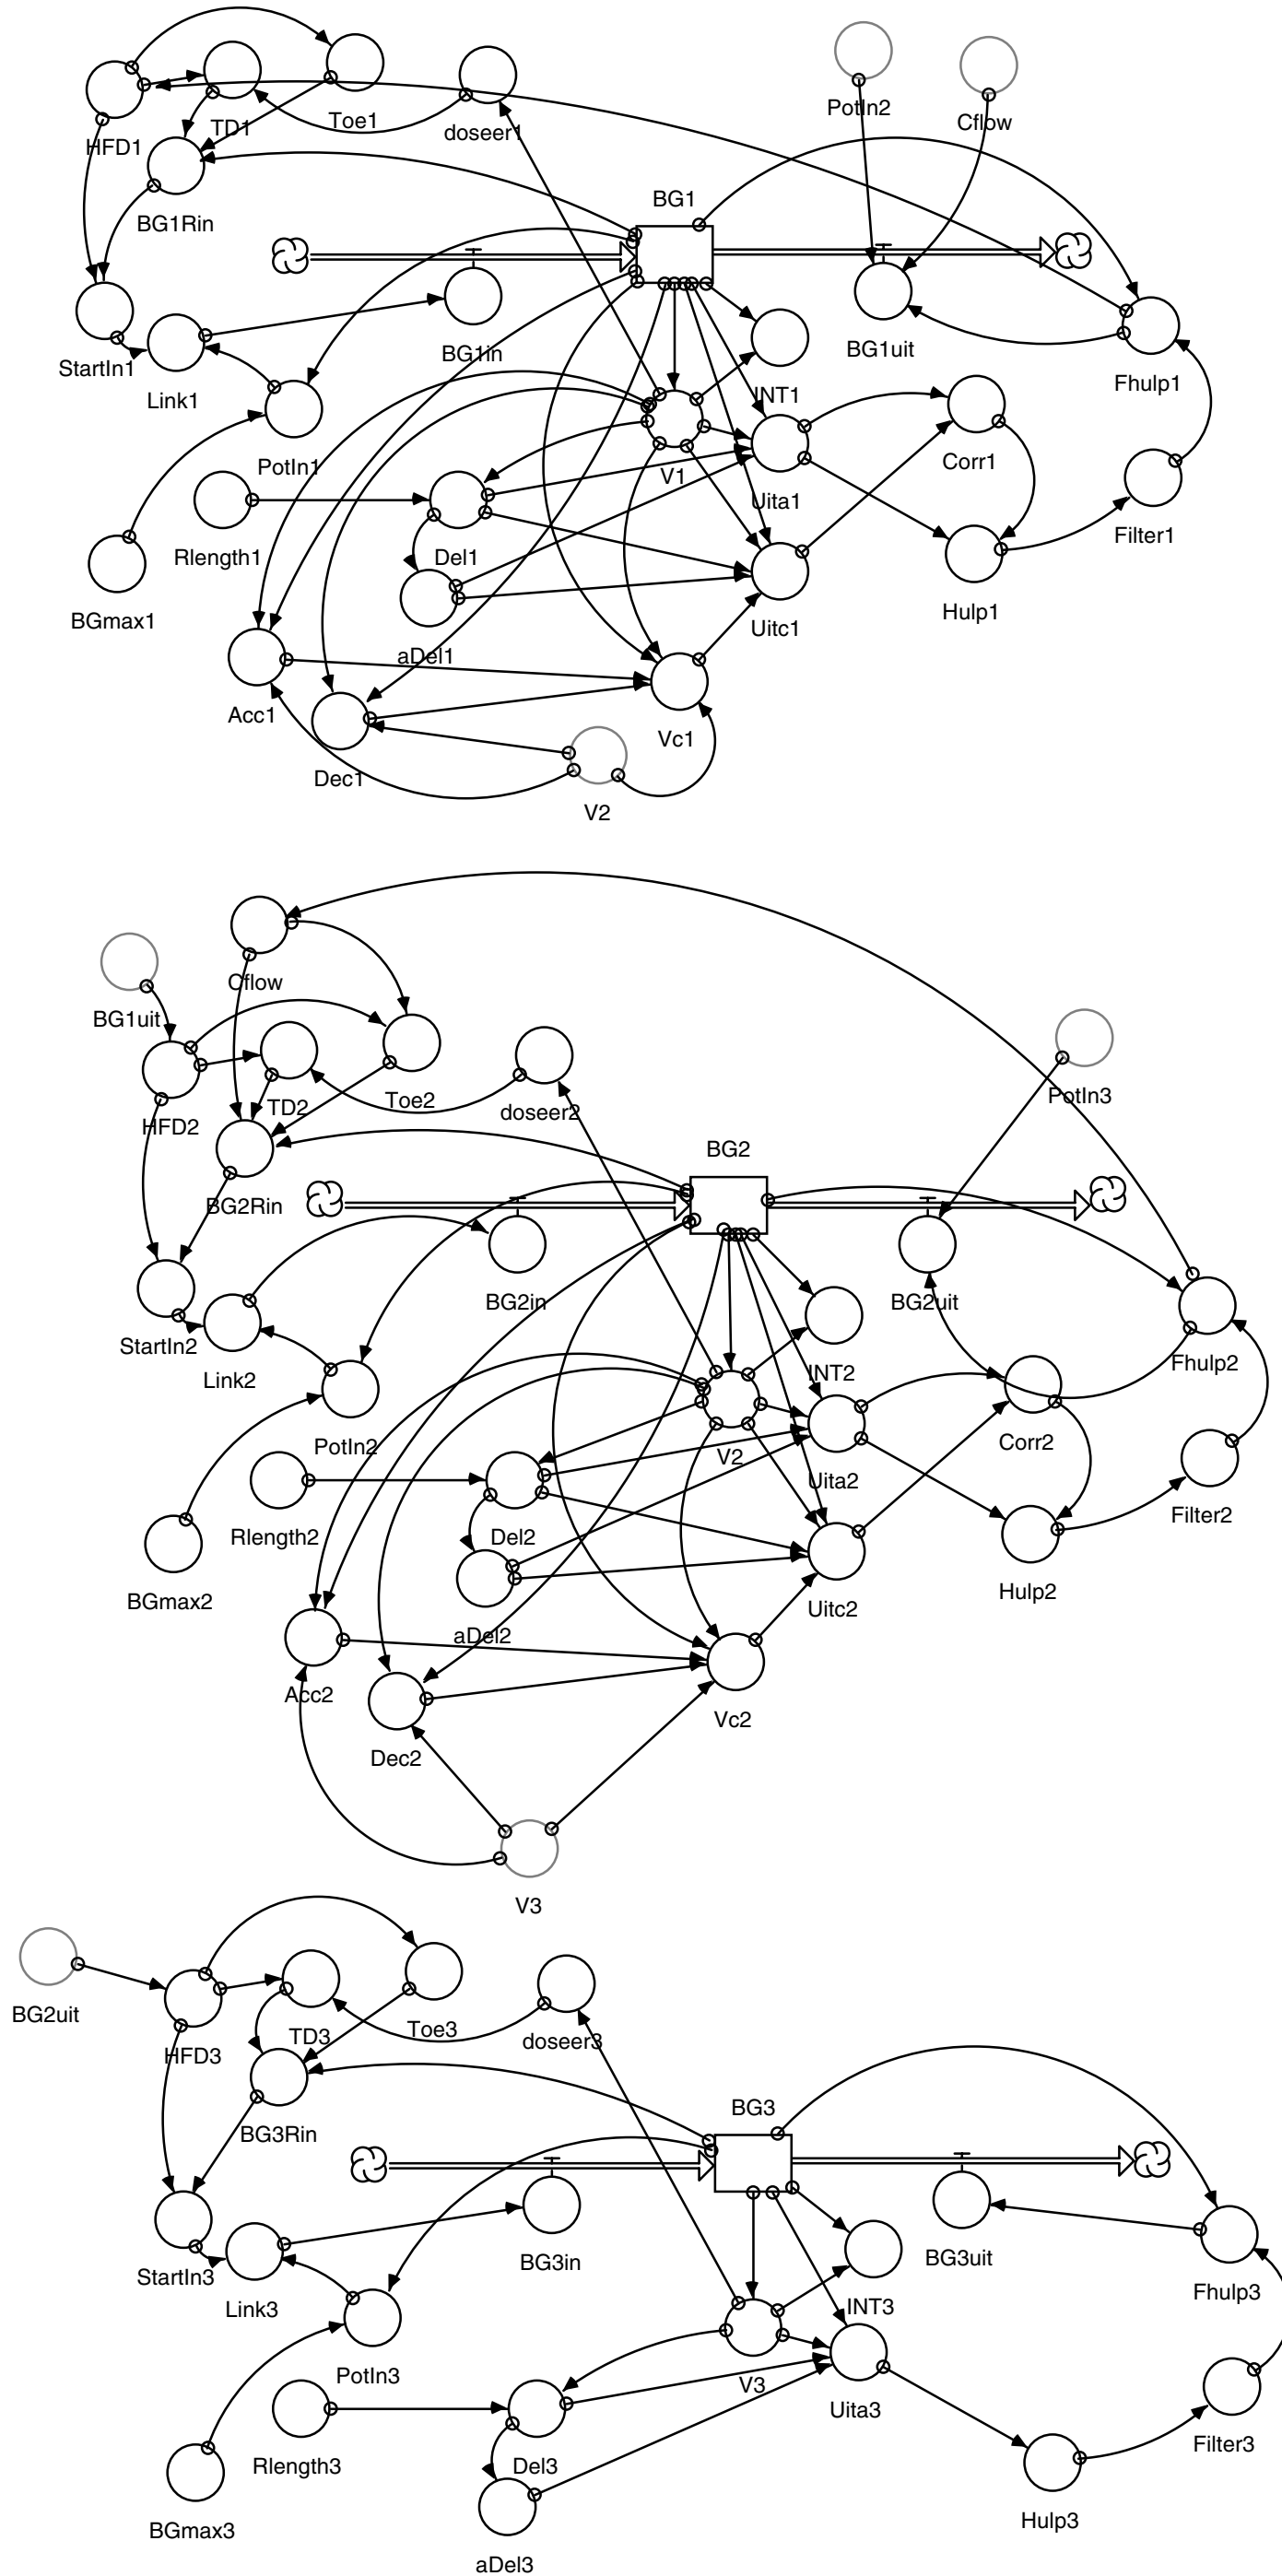 PotIn2
Cflow
Toe1
TD1
doseer1
HFD1
BG1
BG1Rin
BG1in
BG1uit
StartIn1
Link1
Fhulp1
INT1
PotIn1
V1
Corr1
Uita1
Rlength1
Del1
Filter1
BGmax1
Hulp1
Uitc1
aDel1
Acc1
Vc1
Dec1
V2
Cflow
BG1uit
PotIn3
Toe2
TD2
doseer2
HFD2
BG2
BG2Rin
BG2in
BG2uit
StartIn2
Link2
Fhulp2
INT2
PotIn2
V2
Corr2
Uita2
Rlength2
Del2
Filter2
BGmax2
Hulp2
Uitc2
aDel2
Acc2
Vc2
Dec2
V3
BG2uit
Toe3
TD3
doseer3
HFD3
BG3
BG3Rin
BG3in
BG3uit
StartIn3
Link3
Fhulp3
INT3
PotIn3
V3
Uita3
Rlength3
Del3
Filter3
BGmax3
Hulp3
aDel3